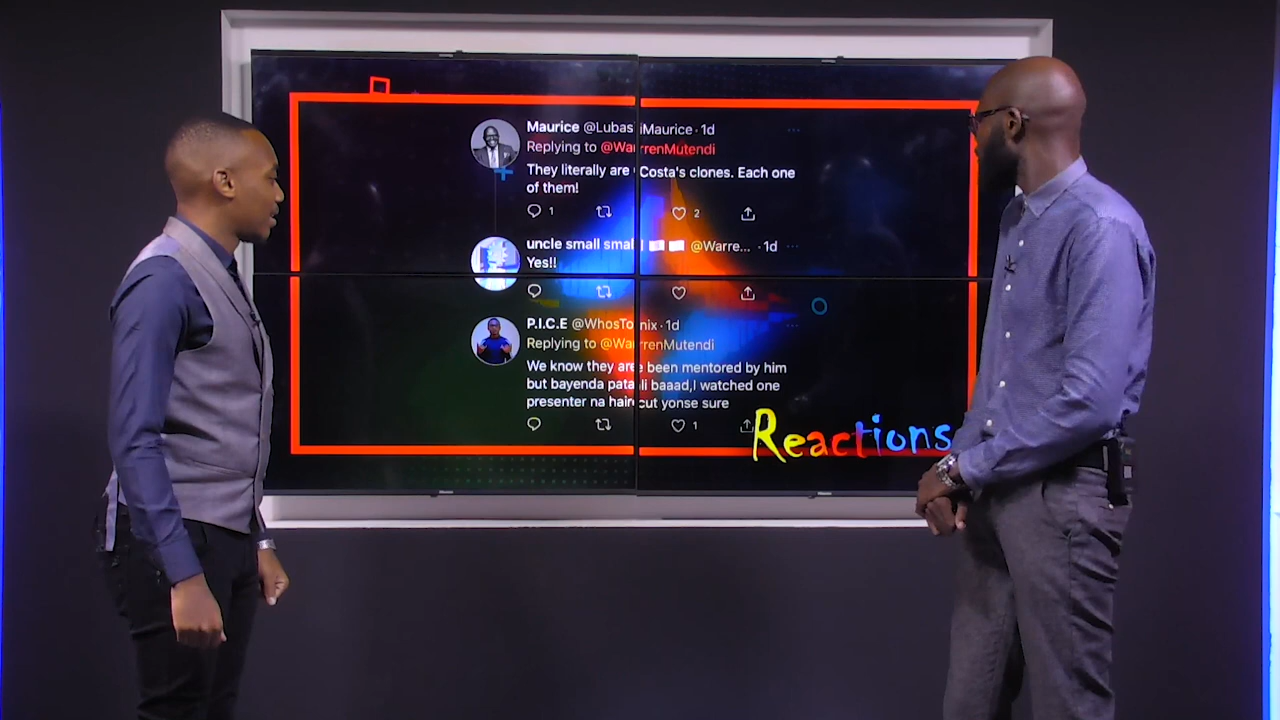 Maurice @Lubas iMaurice · 1d
Replying to @WarrenMutendi
They literally are Costa's clones. Each one
of them!
1 2
uncle small small @Warre... · 1d
Yes!!
P.I.C.E @WhosTo nix · 1d
Replying to @WarrenMutendi
We know they are been mentored by him
but bayenda patali baaad,I watched one
presenter na haircut yonse sure
1
Reactions